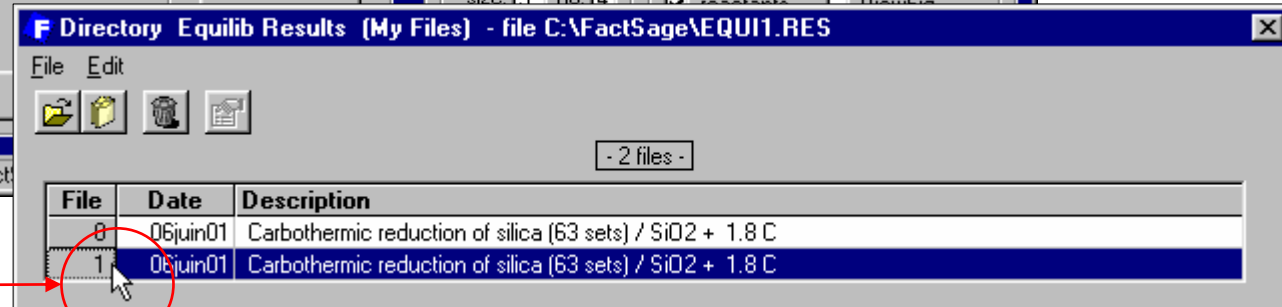 F Directory Equilib Results (My Files) - file C:\FactSage\EQUI1.RES
File Edit
- 2 files -
File Date Description
0 06juin01 Carbothermic reduction of silica (63 sets) / SiO2 + 1.8 C
1 06juin01 Carbothermic reduction of silica (63 sets) / SiO2 + 1.8 C